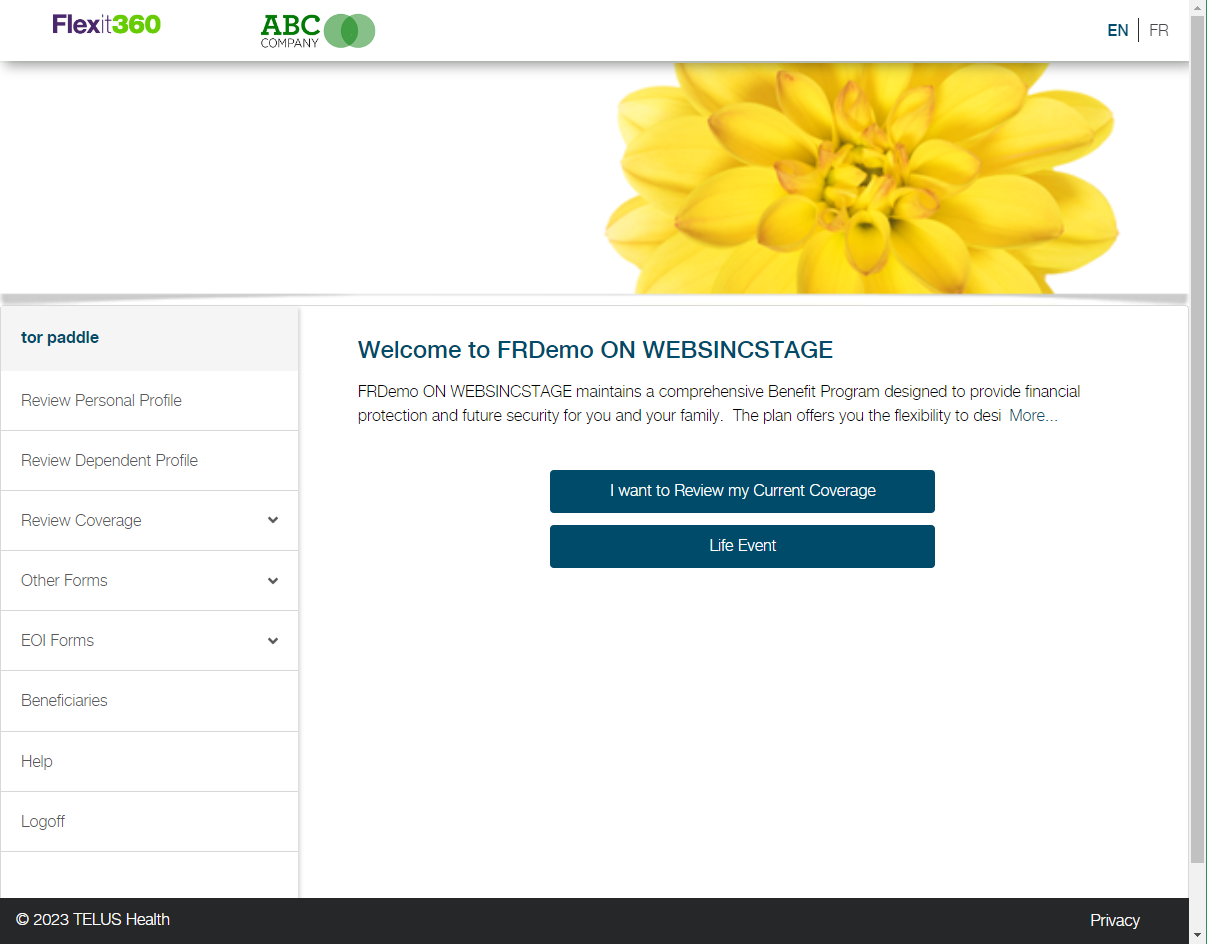 Flexit360
ABC
COMPANY
EN FR
tor paddle
Review Personal Profile
Review Dependent Profile
Review Coverage
Other Forms
EOI Forms
Beneficiaries
Help
Logoff
Welcome to FRDemo ON WEBSINCSTAGE
FRDemo ON WEBSINCSTAGE maintains a comprehensive Benefit Program designed to provide financial
protection and future security for you and your family. The plan offers you the flexibility to desi More...
I want to Review my Current Coverage
Life Event
© 2023 TELUS Health
Privacy